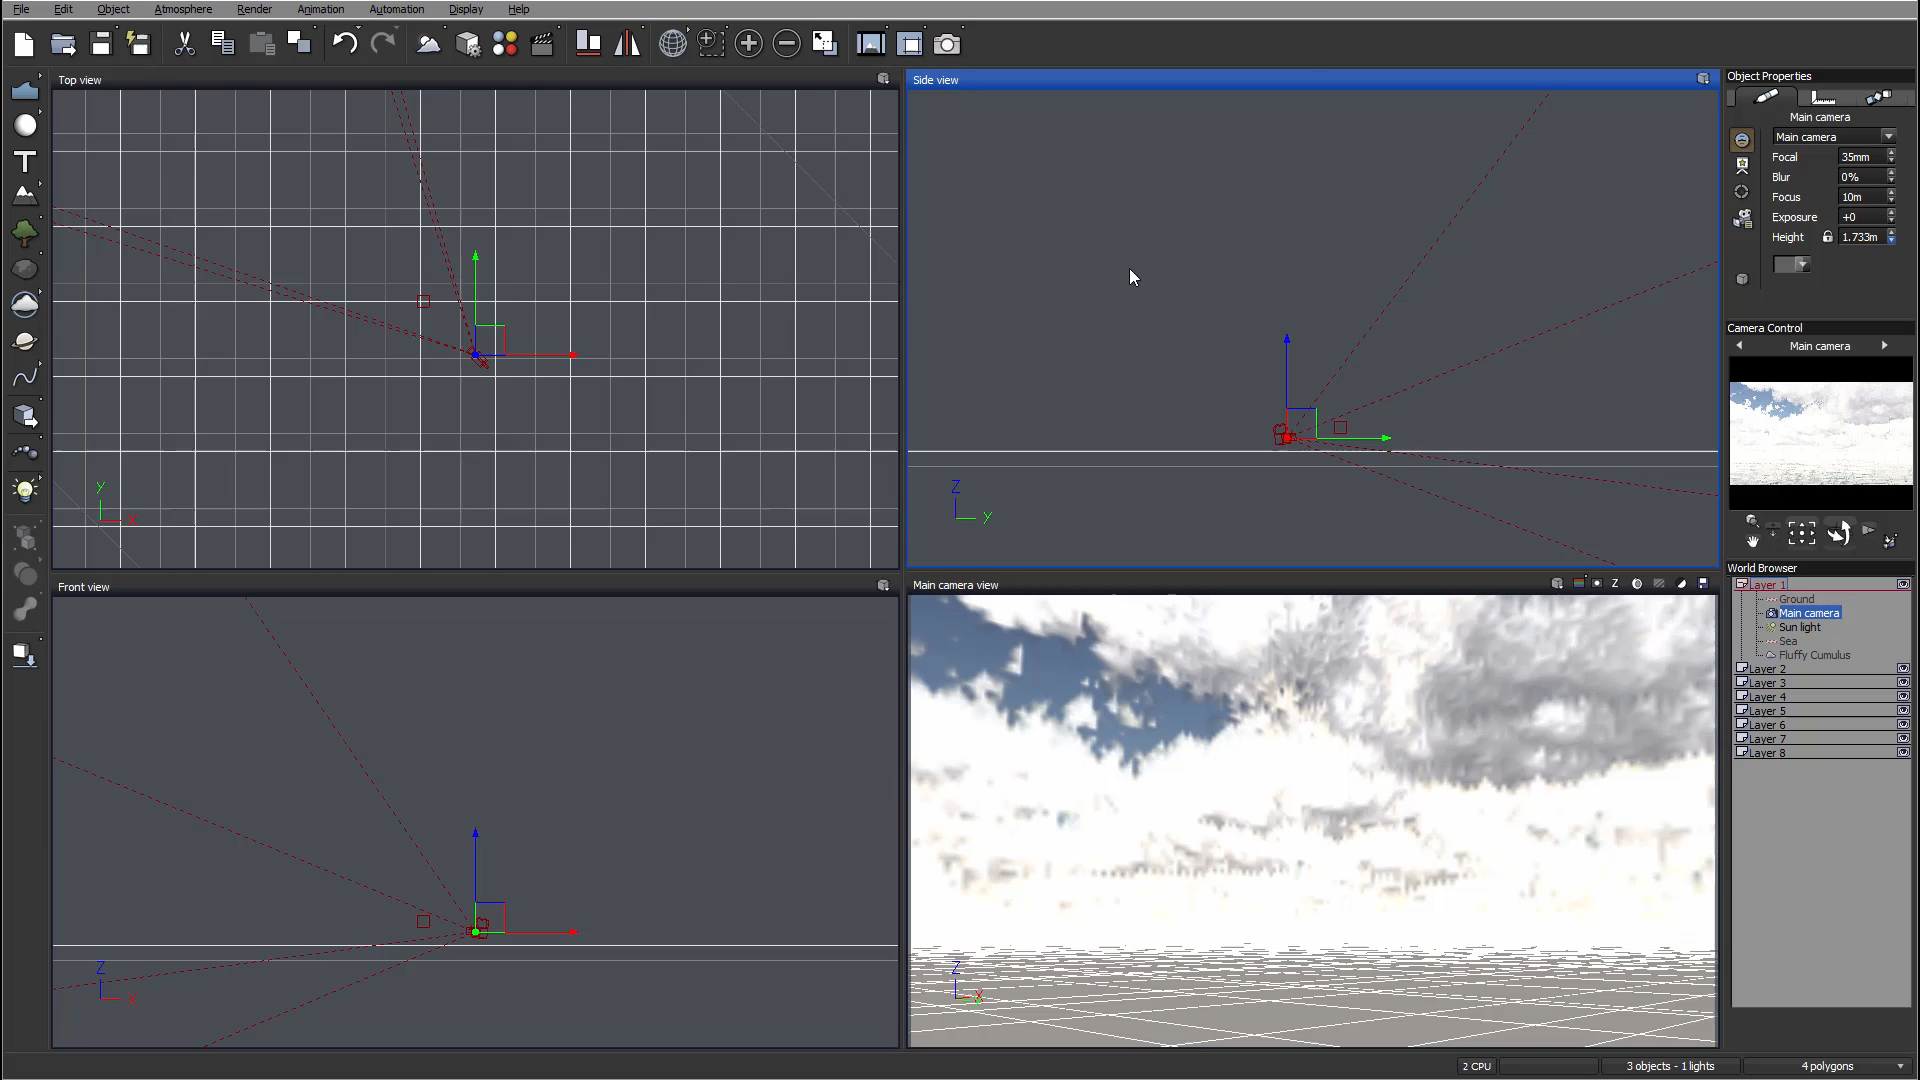 File Edit Object Atmosphere Render Animation Automation Display Help
Top view
Side view
Object Properties
Main camera
Main camera
Focal 35mm
Blur 0%
Focus 10m
Exposure +0
Height 1.733m
Y
X
Z
Y
Camera Control
Main camera
World Browser
Layer 1
Ground
Main camera
Sun light
Sea
Fluffy Cumulus
Layer 2
Layer 3
Layer 4
Layer 5
Layer 6
Layer 7
Layer 8
Front view
Main camera view
Z
Z
X
Z
X
2 CPU
3 objects - 1 lights
4 polygons